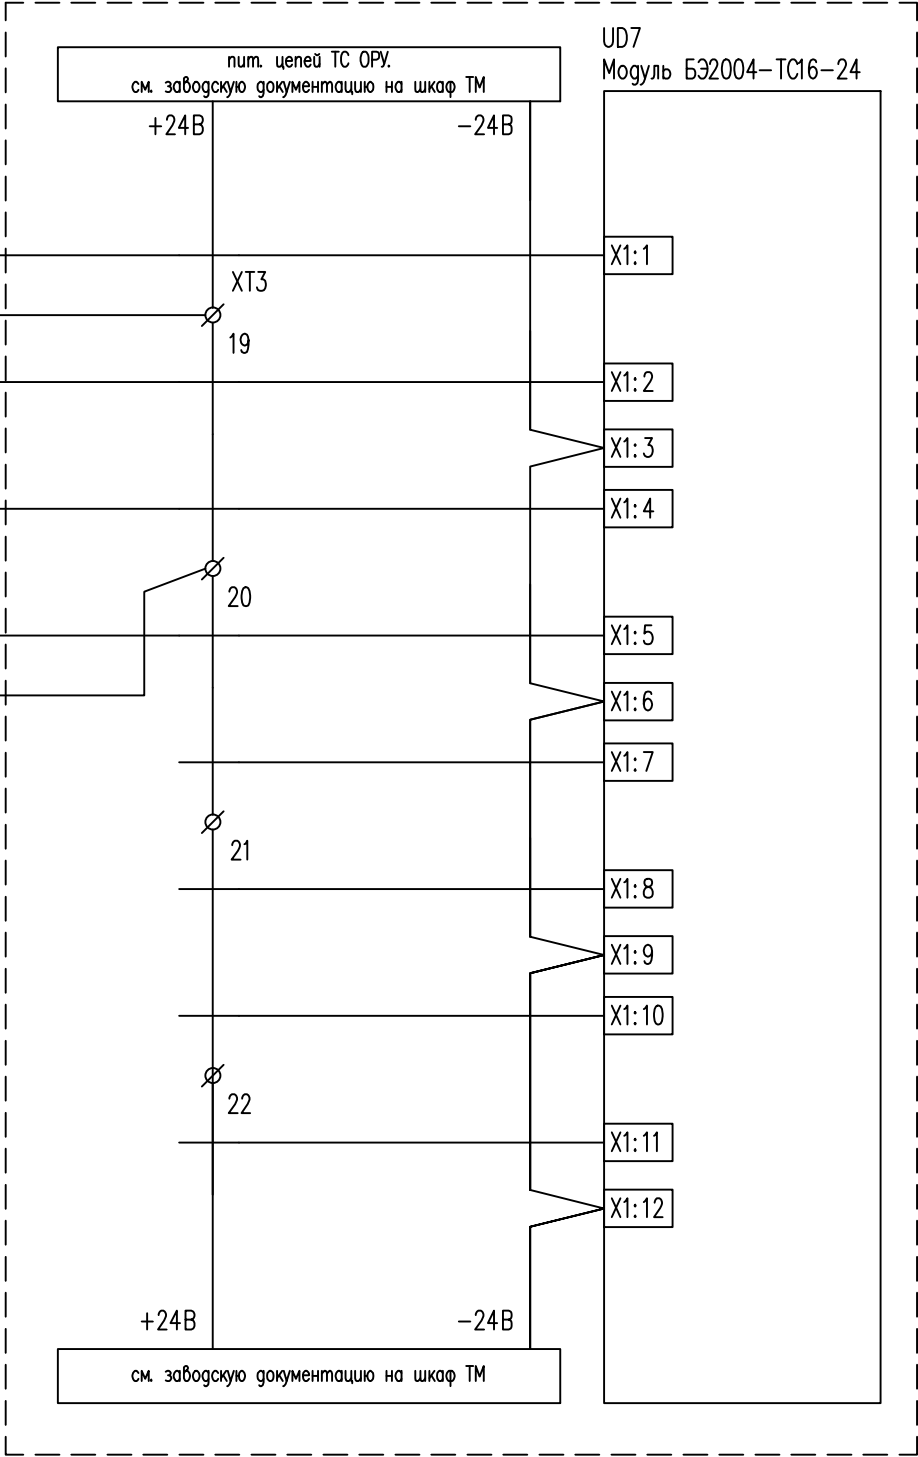 UD7
Модуль БЭ2004-ТС16-24
пит. цепей ТС ОРУ.
см. заводскую документацию на шкаф ТМ
+24В
-24В
X1:1
XT3
19
X1:2
X1:3
X1:4
20
X1:5
X1:6
X1:7
21
X1:8
X1:9
X1:10
22
X1:11
X1:12
+24В
-24В
см. заводскую документацию на шкаф ТМ